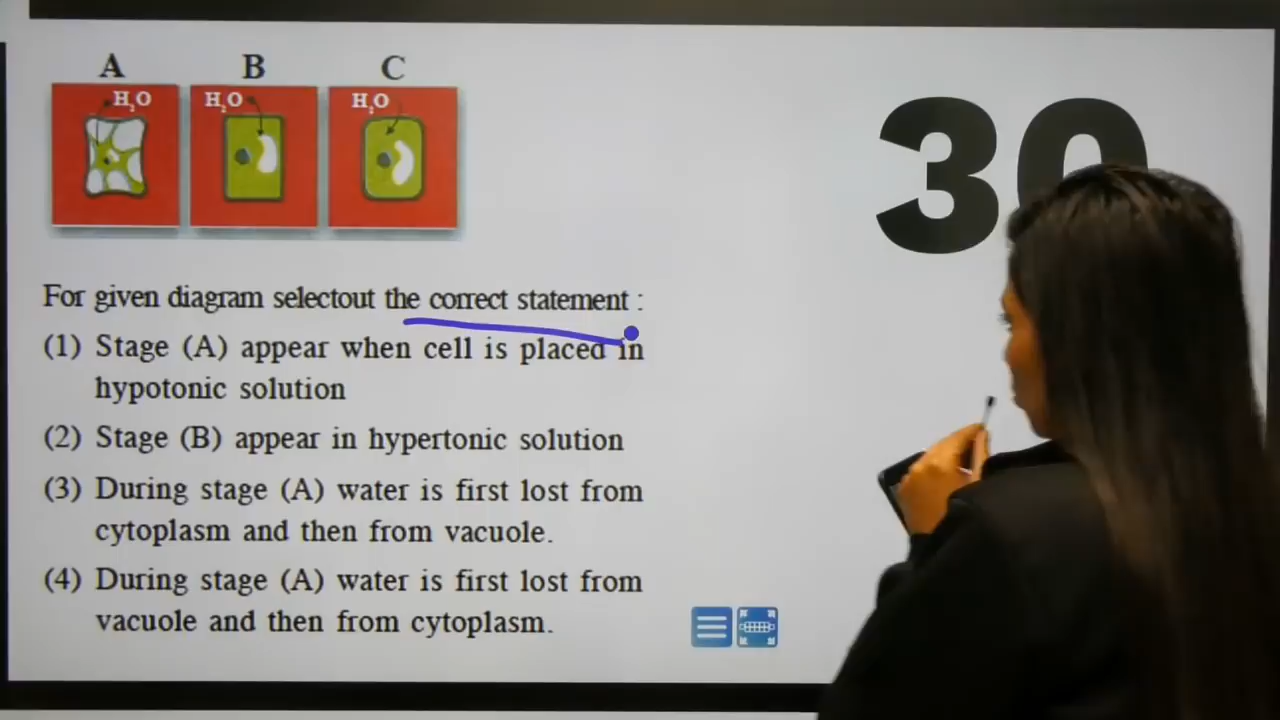 A B C
H₂O H₂O H₂O
30
For given diagram selectout the correct statement :
(1) Stage (A) appear when cell is placed in
hypotonic solution
(2) Stage (B) appear in hypertonic solution
(3) During stage (A) water is first lost from
cytoplasm and then from vacuole.
(4) During stage (A) water is first lost from
vacuole and then from cytoplasm.